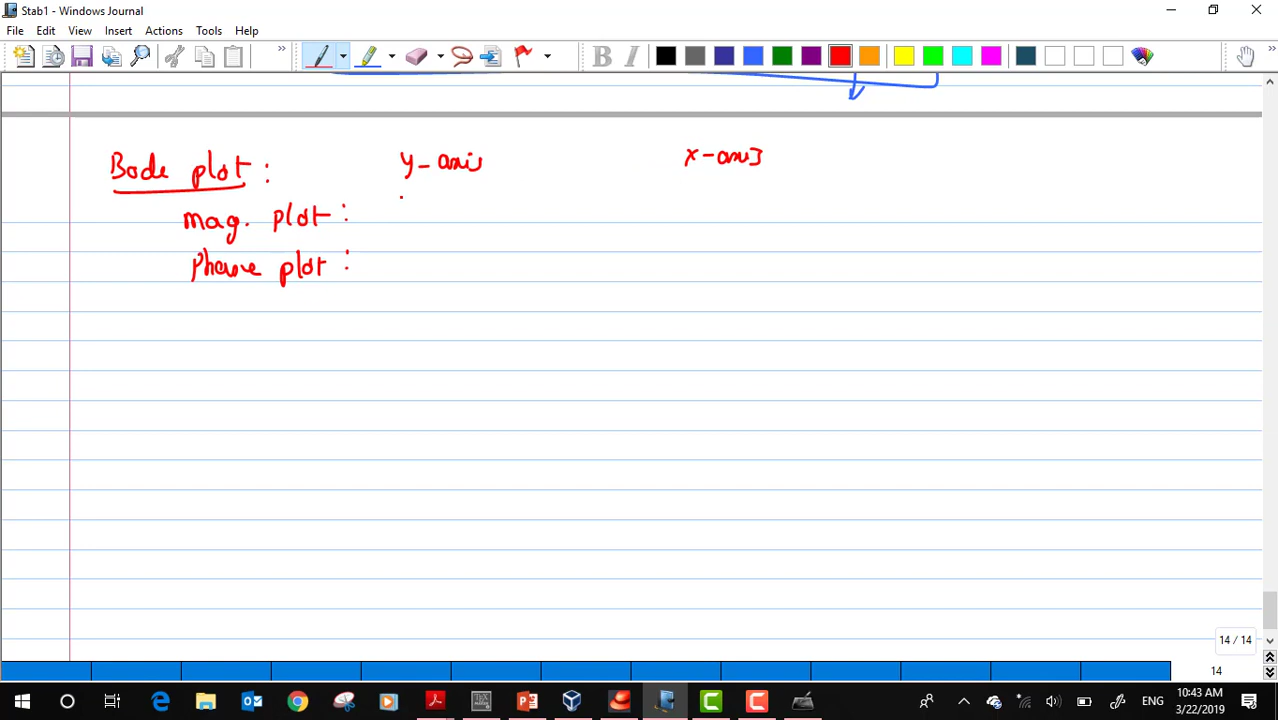 Stab1 - Windows Journal
File Edit View Insert Actions Tools Help
Bode plot : y-axis x-axis
mag. plot :
Phase plot :
14 / 14
14
ENG
10:43 AM
3/22/2019